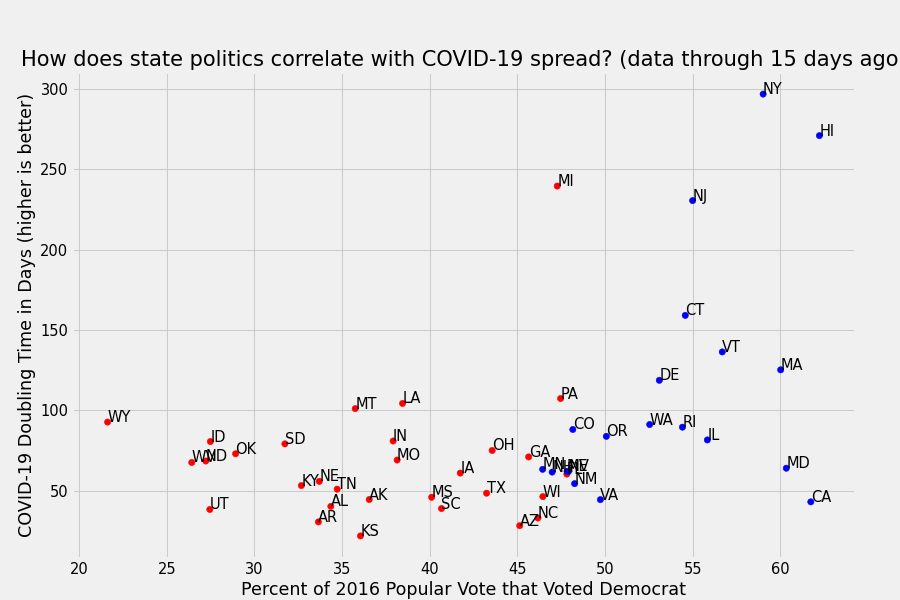 How does state politics correlate with COVID-19 spread? (data through 15 days ago
COVID-19 Doubling Time in Days (higher is better)
300
250
200
150
100
50
NY
HI
MI
NJ
CT
VT
MA
DE
PA
LA
MT
WY
WA
RI
CO
OR
IL
IN
ID
SD
OH
OK
GA
ND
MO
MD
MN
NH
ME
IA
NM
NE
KY
TN
TX
WI
MS
AK
VA
CA
AL
SC
UT
NC
AR
AZ
KS
20 25 30 35 40 45 50 55 60
Percent of 2016 Popular Vote that Voted Democrat